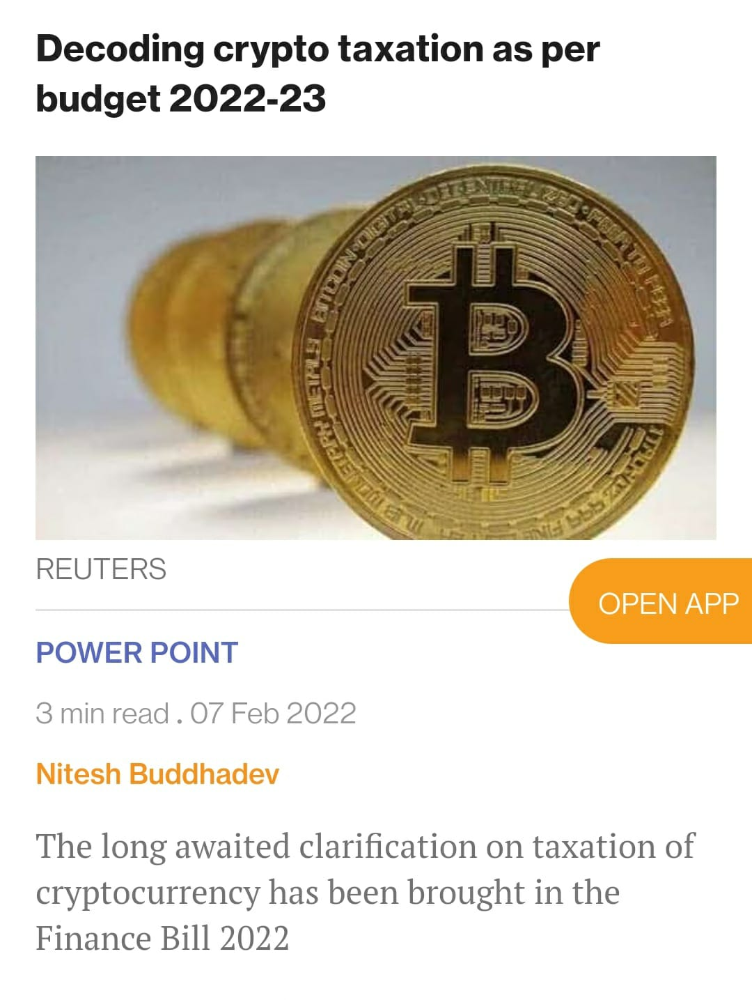 Decoding crypto taxation as per
budget 2022-23
BITCOIN
REUTERS
OPEN APP
POWER POINT
3 min read . 07 Feb 2022
Nitesh Buddhadev
The long awaited clarification on taxation of
cryptocurrency has been brought in the
Finance Bill 2022